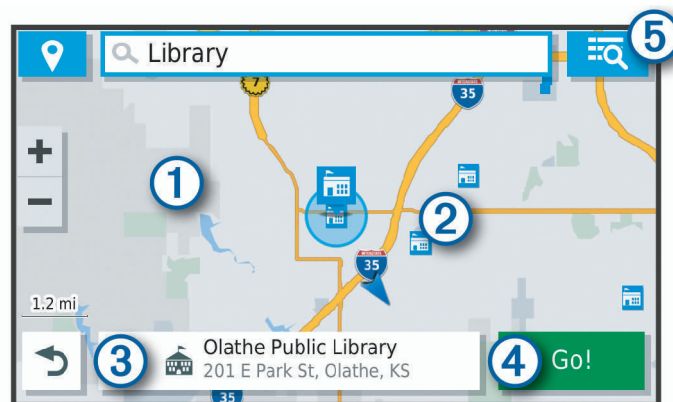 Library
5
7
35
+
1
2
−
35
1.2 mi
3
Olathe Public Library
201 E Park St, Olathe, KS
4
Go!
35